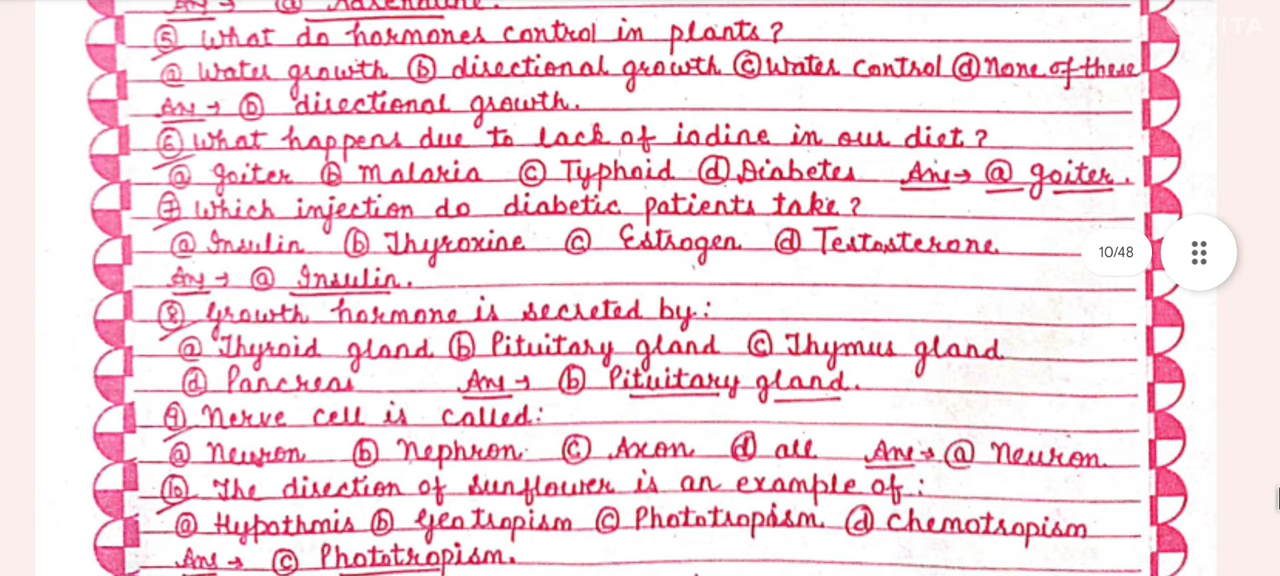 Ans → ⓐ Adrenaline.
⑤ What do hormones control in plants?
ⓐ Water growth ⓑ directional growth ⓒ Water control ⓓ None of these
Ans → ⓑ directional growth.
⑥ What happens due to lack of iodine in our diet?
ⓐ goiter ⓑ Malaria ⓒ Typhoid ⓓ Diabetes Ans → ⓐ goiter.
⑦ Which injection do diabetic patients take?
ⓐ Insulin ⓑ Thyroxine ⓒ Estrogen ⓓ Testosterone
Ans → ⓐ Insulin.
⑧ Growth hormone is secreted by:
ⓐ Thyroid gland ⓑ Pituitary gland ⓒ Thymus gland
ⓓ Pancreas Ans → ⓑ Pituitary gland.
⑨ Nerve cell is called:
ⓐ Neuron ⓑ Nephron ⓒ Axon ⓓ all Ans → ⓐ Neuron.
⑩ The direction of sunflower is an example of:
ⓐ Hypothmis ⓑ Geotropism ⓒ Phototropism ⓓ Chemotropism
Ans → ⓒ Phototropism.
10/48